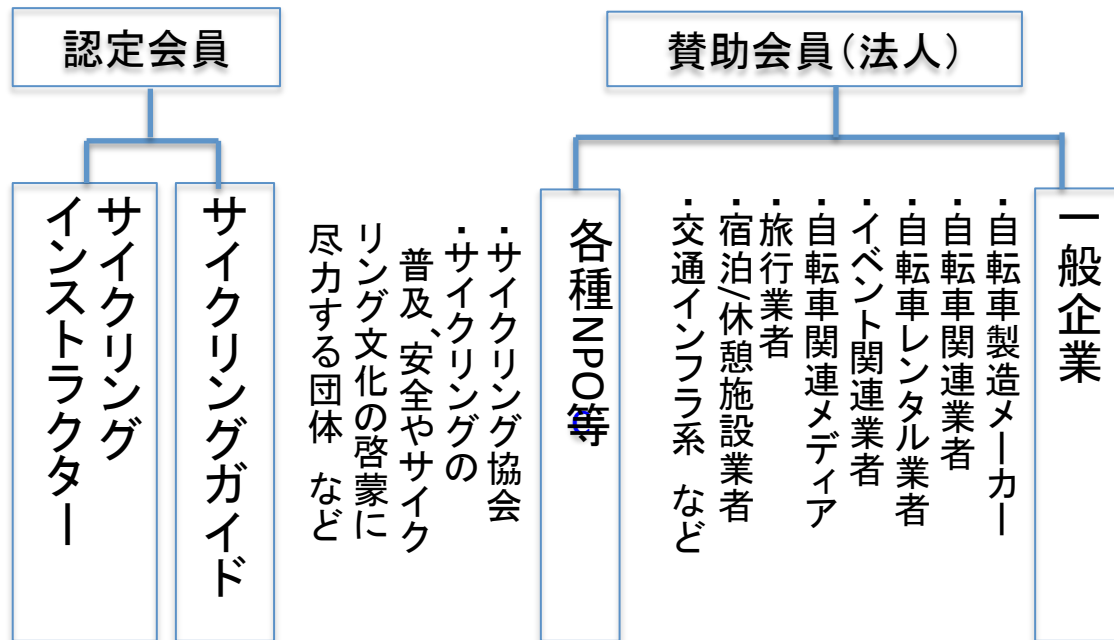 認定会員
賛助会員（法人）
一般企業
・自転車製造メーカー
・自転車関連業者
・自転車レンタル業者
・イベント関連業者
・自転車関連メディア
・旅行業者
・宿泊/休憩施設業者
・交通インフラ系 など
各種NPO等
・サイクリング協会
・サイクリングの
普及、安全やサイク
リング文化の啓蒙に
尽力する団体 など
サイクリングガイド
サイクリング
インストラクター